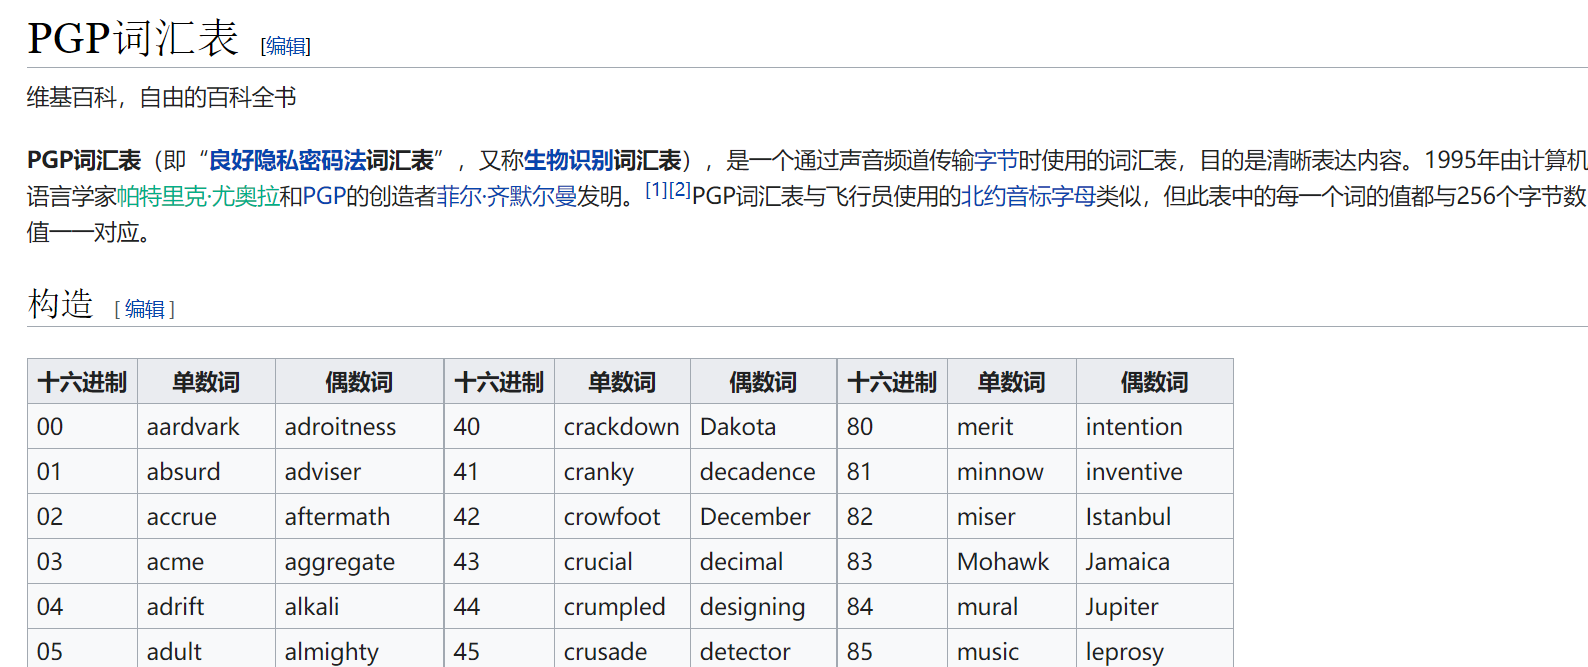 PGP词汇表 [编辑]
维基百科，自由的百科全书
PGP词汇表（即“良好隐私密码法词汇表”，又称生物识别词汇表），是一个通过声音频道传输字节时使用的词汇表，目的是清晰表达内容。1995年由计算机
语言学家帕特里克·尤奥拉和PGP的创造者菲尔·齐默尔曼发明。[1][2]PGP词汇表与飞行员使用的北约音标字母类似，但此表中的每一个词的值都与256个字节数
值一一对应。
构造 [ 编辑 ]
十六进制 单数词 偶数词 十六进制 单数词 偶数词 十六进制 单数词 偶数词
00 aardvark adroitness 40 crackdown Dakota 80 merit intention
01 absurd adviser 41 cranky decadence 81 minnow inventive
02 accrue aftermath 42 crowfoot December 82 miser Istanbul
03 acme aggregate 43 crucial decimal 83 Mohawk Jamaica
04 adrift alkali 44 crumpled designing 84 mural Jupiter
05 adult almighty 45 crusade detector 85 music leprosy